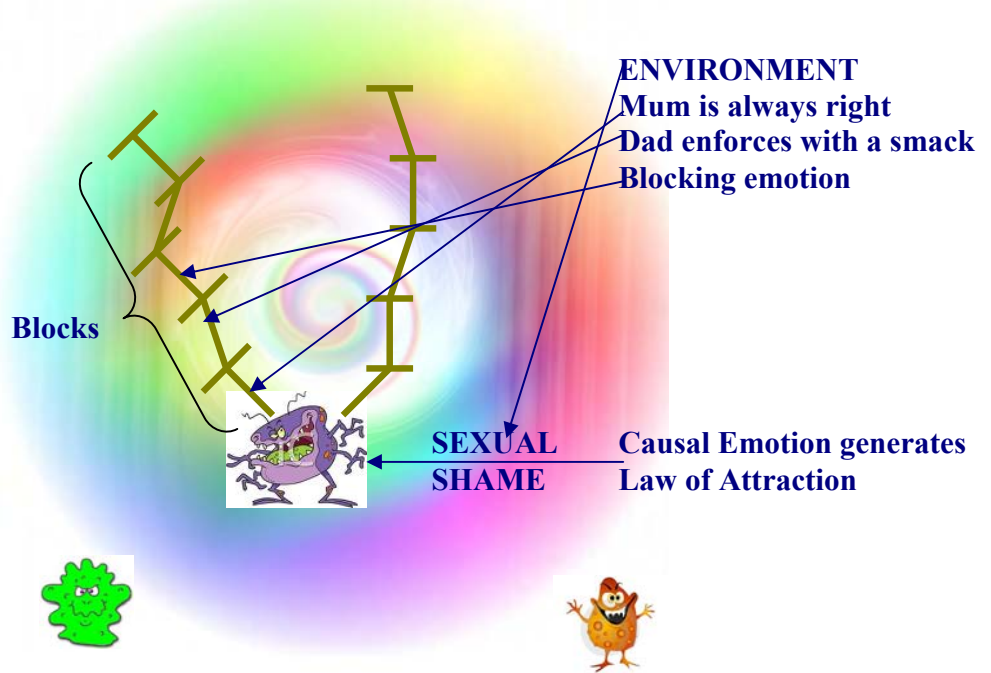 ENVIRONMENT
Mum is always right
Dad enforces with a smack
Blocking emotion
Blocks
SEXUAL
SHAME
Causal Emotion generates
Law of Attraction